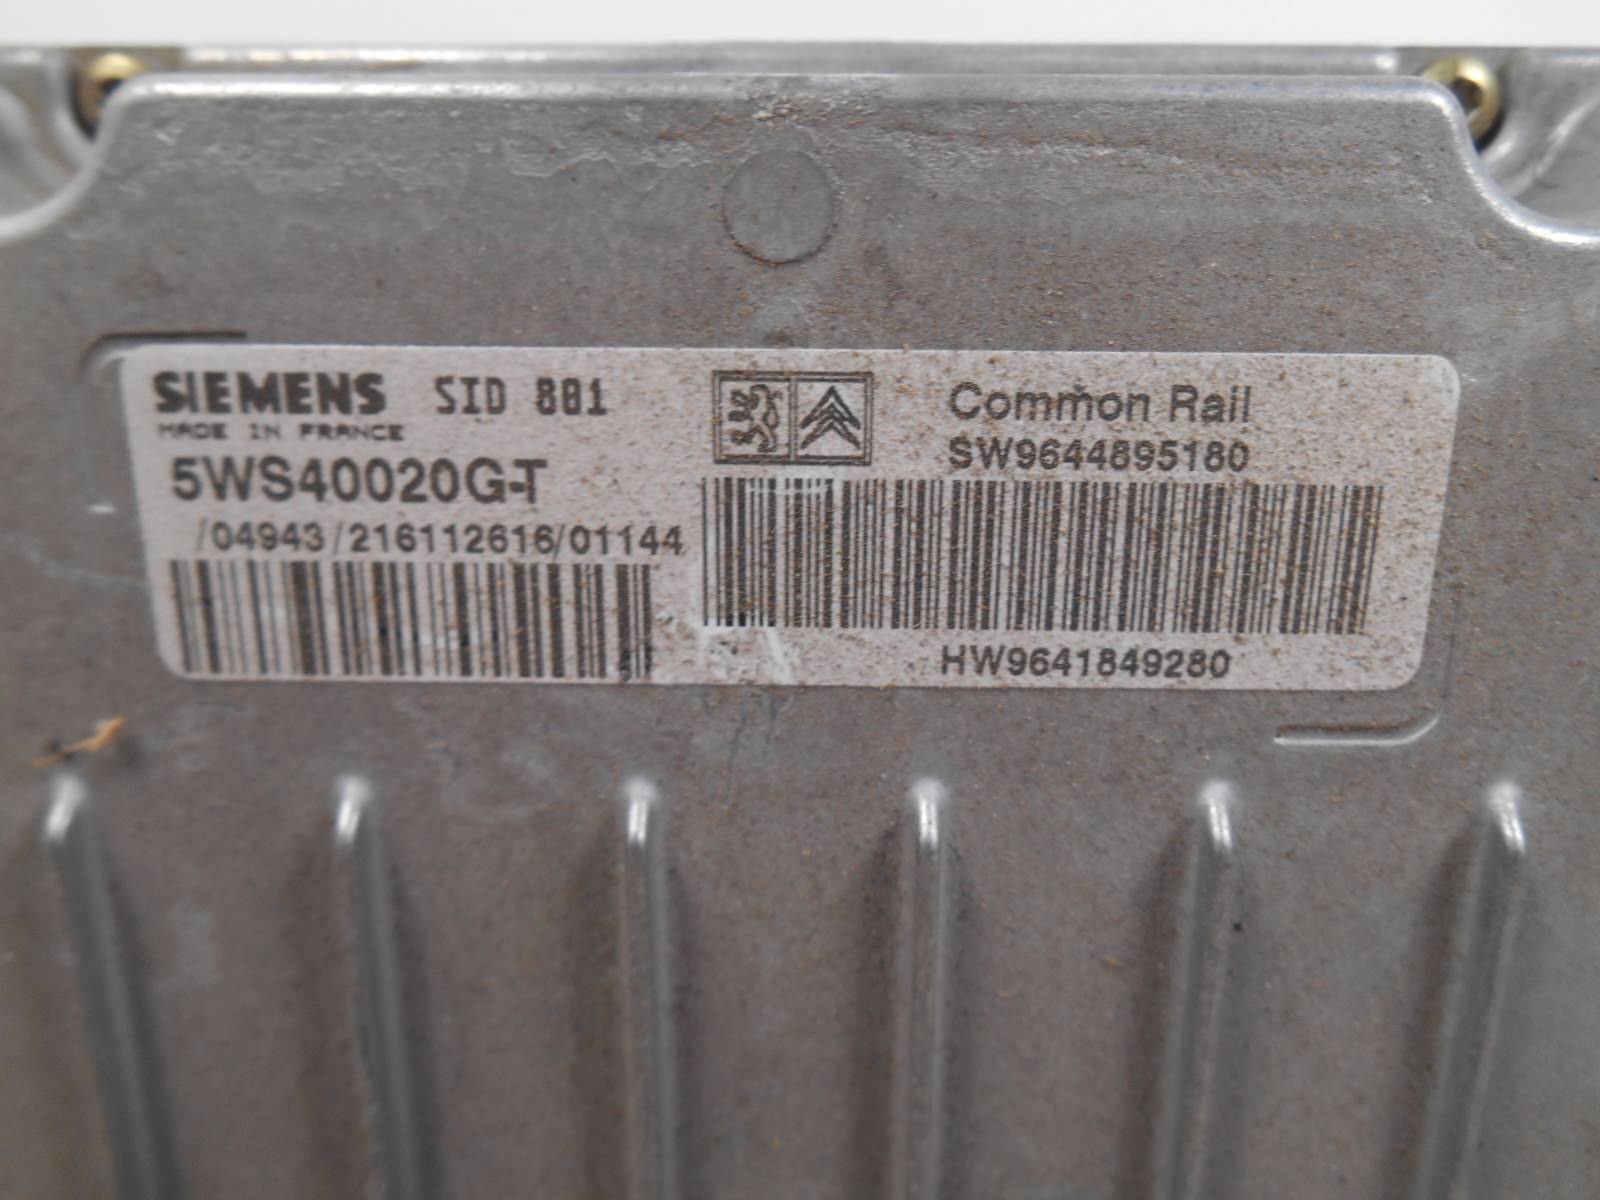 SIEMENS SID 801
MADE IN FRANCE
5WS40020G-T
/04943/216112616/01144
Common Rail
SW9644895180
HW9641849280